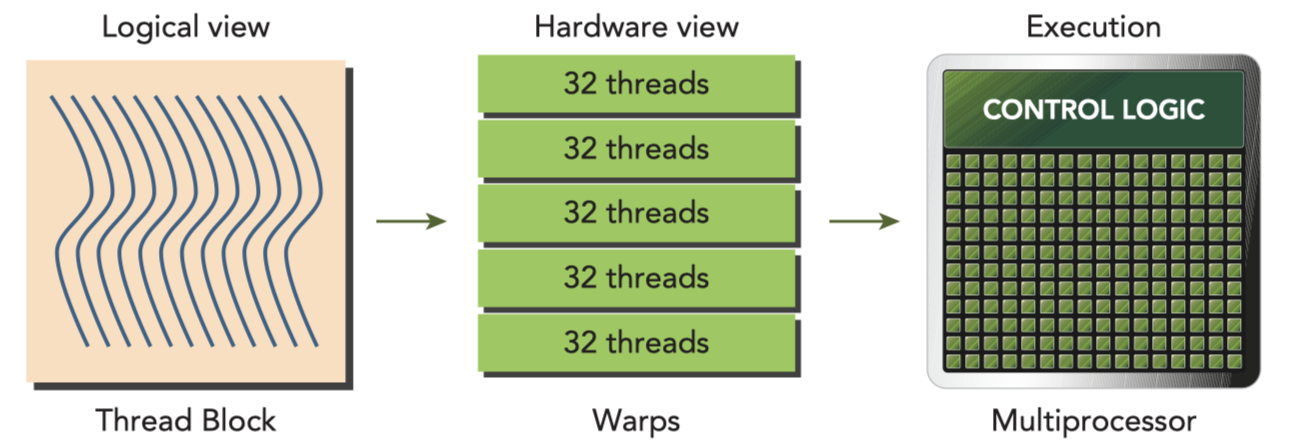 Logical view
Hardware view
Execution
32 threads
32 threads
32 threads
32 threads
32 threads
CONTROL LOGIC
Thread Block
Warps
Multiprocessor